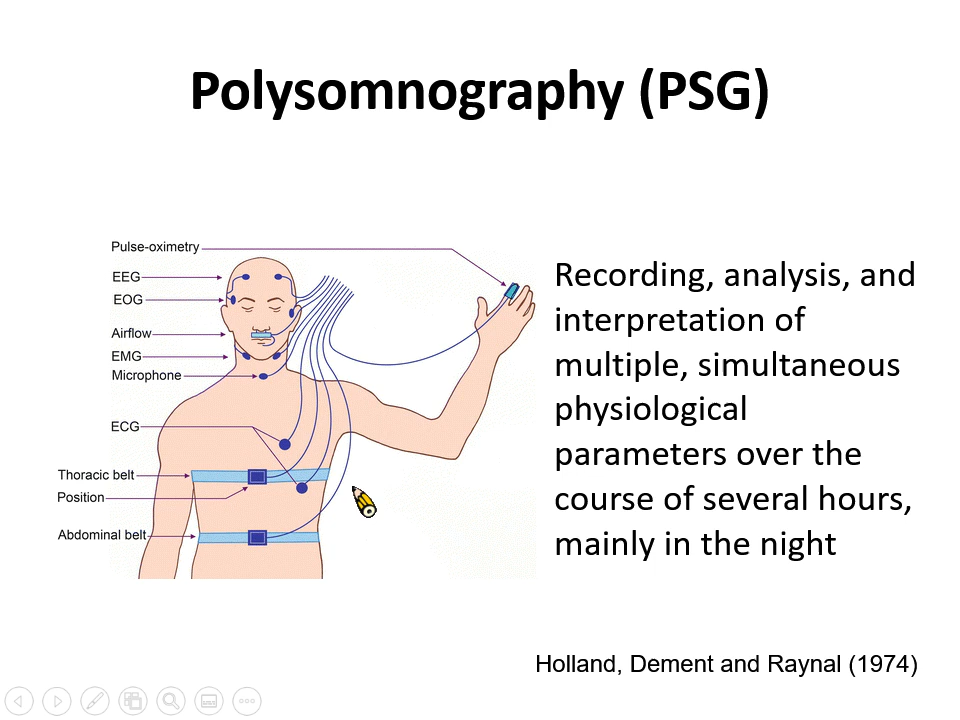 Polysomnography (PSG)
Pulse-oximetry
EEG
EOG
Airflow
EMG
Microphone
ECG
Thoracic belt
Position
Abdominal belt
Recording, analysis, and
interpretation of
multiple, simultaneous
physiological
parameters over the
course of several hours,
mainly in the night
Holland, Dement and Raynal (1974)